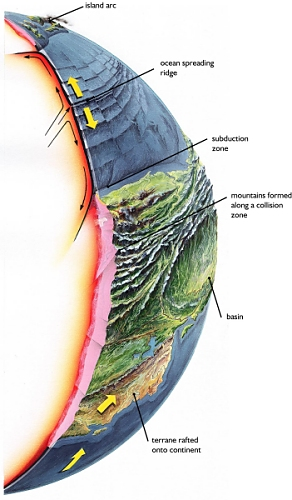 island arc
ocean spreading
ridge
subduction
zone
mountains formed
along a collision
zone
basin
terrane rafted
onto continent